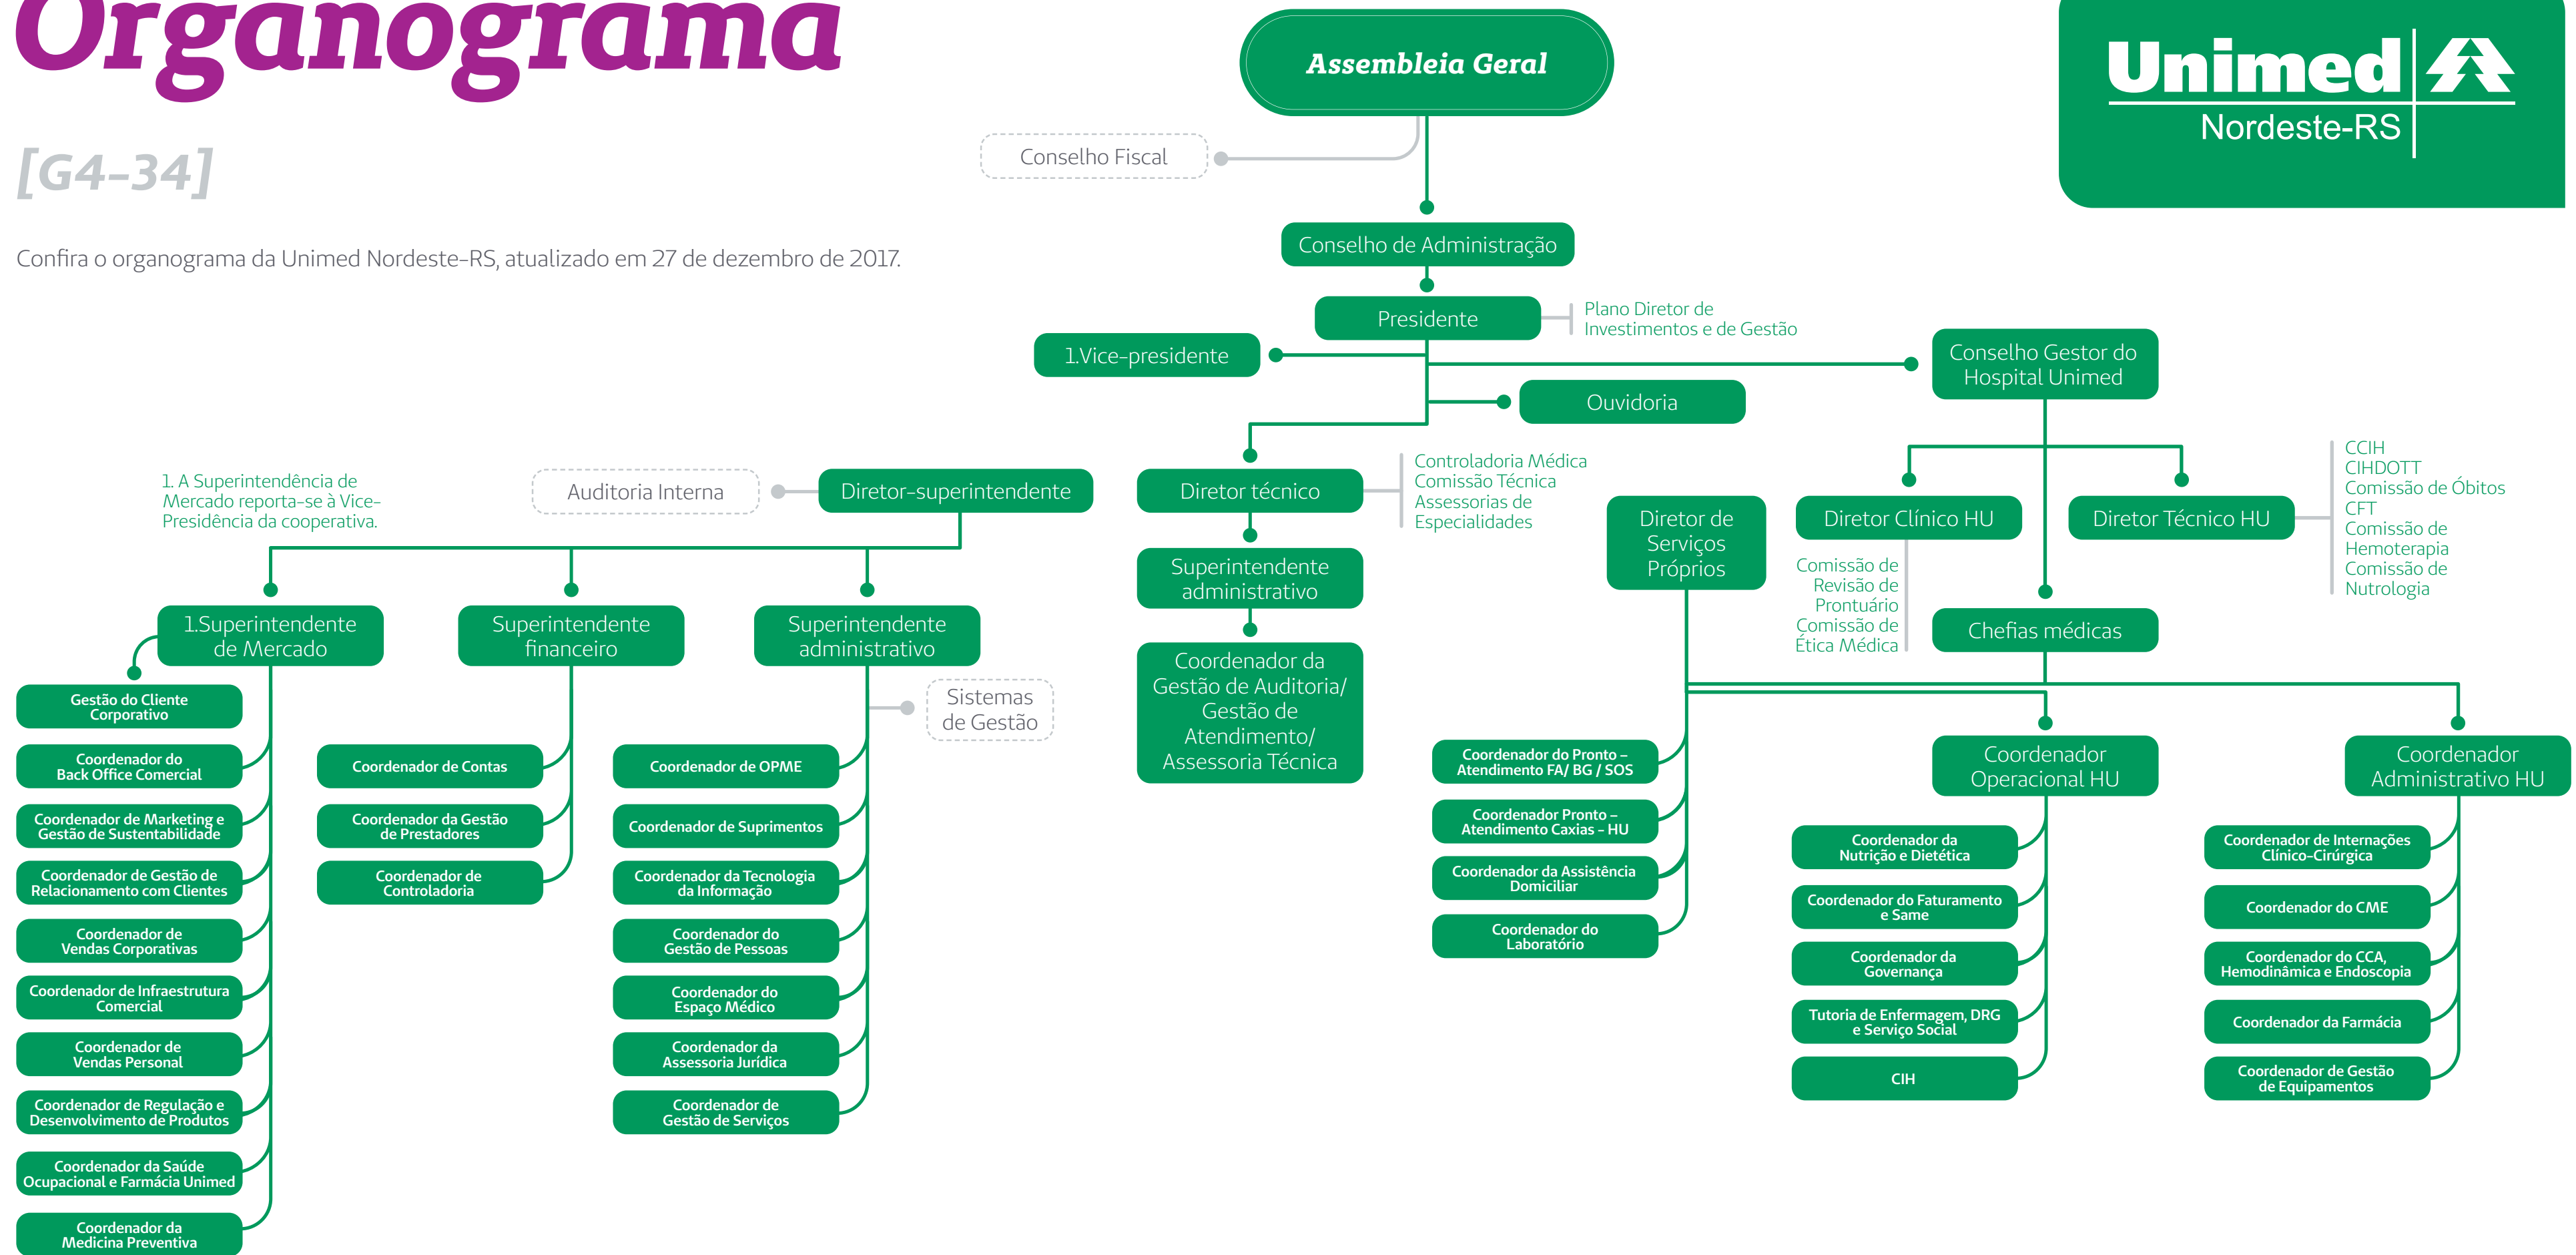 Organograma
[G4-34]
Confira o organograma da Unimed Nordeste-RS, atualizado em 27 de dezembro de 2017.
Unimed
Nordeste-RS
Assembleia Geral
Conselho Fiscal
Conselho de Administração
Presidente
Plano Diretor de
Investimentos e de Gestão
1.Vice-presidente
Conselho Gestor do
Hospital Unimed
Ouvidoria
1. A Superintendência de
Mercado reporta-se à Vice-
Presidência da cooperativa.
Auditoria Interna
Diretor-superintendente
Diretor técnico
Controladoria Médica
Comissão Técnica
Assessorias de
Especialidades
Diretor de
Serviços
Próprios
Diretor Clínico HU
Comissão de
Revisão de
Prontuário
Comissão de
Ética Médica
Diretor Técnico HU
CCIH
CIHDOTT
Comissão de Óbitos
CFT
Comissão de
Hemoterapia
Comissão de
Nutrologia
Superintendente
administrativo
Coordenador da
Gestão de Auditoria/
Gestão de
Atendimento/
Assessoria Técnica
Chefias médicas
1.Superintendente
de Mercado
Superintendente
financeiro
Superintendente
administrativo
Sistemas
de Gestão
Gestão do Cliente
Corporativo
Coordenador do
Back Office Comercial
Coordenador de Marketing e
Gestão de Sustentabilidade
Coordenador de Gestão de
Relacionamento com Clientes
Coordenador de
Vendas Corporativas
Coordenador de Infraestrutura
Comercial
Coordenador de
Vendas Personal
Coordenador de Regulação e
Desenvolvimento de Produtos
Coordenador da Saúde
Ocupacional e Farmácia Unimed
Coordenador da
Medicina Preventiva
Coordenador de Contas
Coordenador da Gestão
de Prestadores
Coordenador de
Controladoria
Coordenador de OPME
Coordenador de Suprimentos
Coordenador da Tecnologia
da Informação
Coordenador do
Gestão de Pessoas
Coordenador do
Espaço Médico
Coordenador da
Assessoria Jurídica
Coordenador de
Gestão de Serviços
Coordenador do Pronto –
Atendimento FA/ BG / SOS
Coordenador Pronto –
Atendimento Caxias - HU
Coordenador da Assistência
Domiciliar
Coordenador do
Laboratório
Coordenador
Operacional HU
Coordenador da
Nutrição e Dietética
Coordenador do Faturamento
e Same
Coordenador da
Governança
Tutoria de Enfermagem, DRG
e Serviço Social
CIH
Coordenador
Administrativo HU
Coordenador de Internações
Clínico-Cirúrgica
Coordenador do CME
Coordenador do CCA,
Hemodinâmica e Endoscopia
Coordenador da Farmácia
Coordenador de Gestão
de Equipamentos